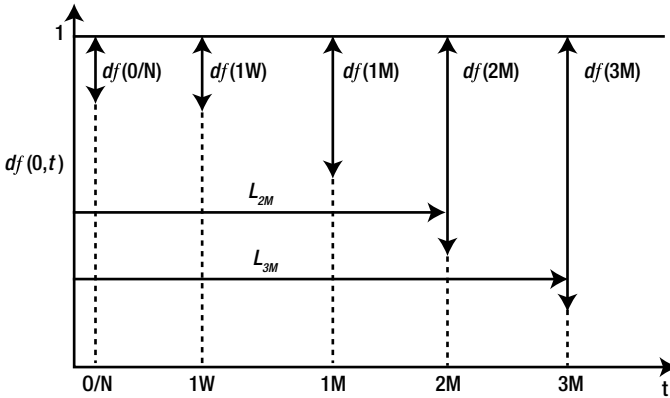 1
df(0/N) df(1W) df(1M) df(2M) df(3M)
df(0,t)
L2M
L3M
0/N 1W 1M 2M 3M t